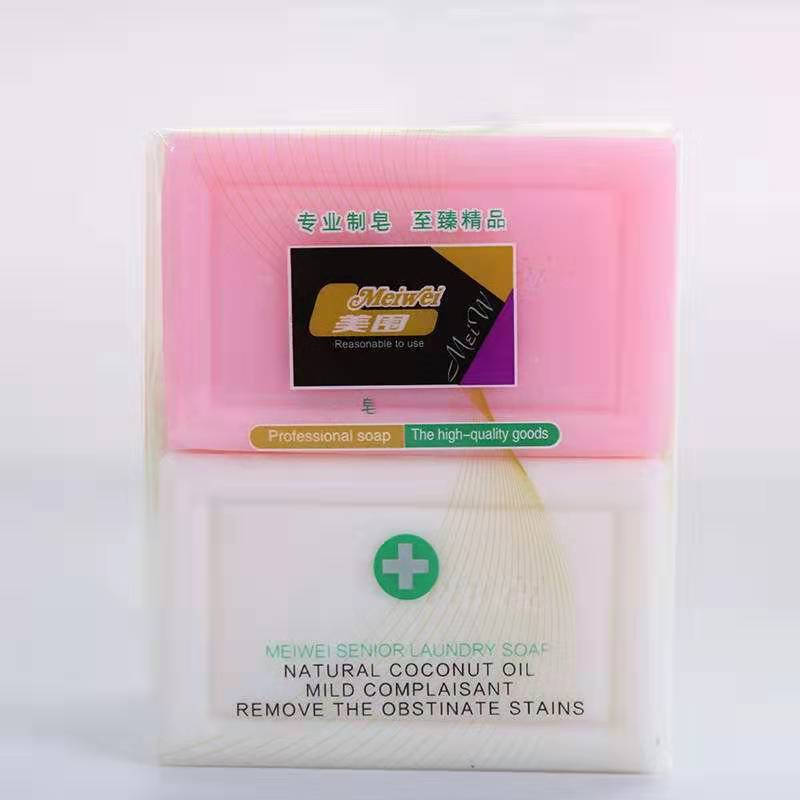 专业制皂 至臻精品
Meiwei
美围
Reasonable to use
MEiW
皂
Professional soap The high-quality goods
MEIWEI SENIOR LAUNDRY SOAP
NATURAL COCONUT OIL
MILD COMPLAISANT
REMOVE THE OBSTINATE STAINS